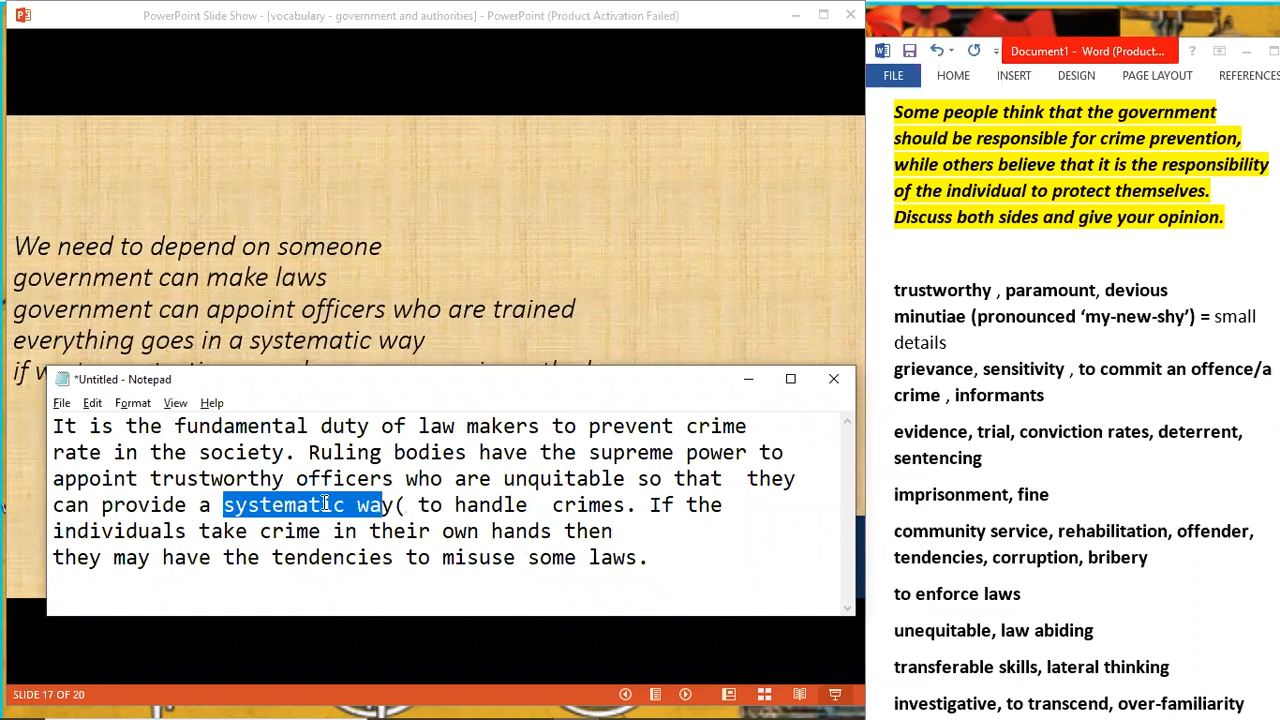 PowerPoint Slide Show - [vocabulary - government and authorities] - PowerPoint (Product Activation Failed)
We need to depend on someone
government can make laws
government can appoint officers who are trained
everything goes in a systematic way
*Untitled - Notepad
File Edit Format View Help
It is the fundamental duty of law makers to prevent crime
rate in the society. Ruling bodies have the supreme power to
appoint trustworthy officers who are unquitable so that they
can provide a systematic way( to handle crimes. If the
individuals take crime in their own hands then
they may have the tendencies to misuse some laws.
SLIDE 17 OF 20
Document1 - Word (Product...
FILE HOME INSERT DESIGN PAGE LAYOUT REFERENCES
Some people think that the government
should be responsible for crime prevention,
while others believe that it is the responsibility
of the individual to protect themselves.
Discuss both sides and give your opinion.
trustworthy , paramount, devious
minutiae (pronounced ‘my-new-shy’) = small
details
grievance, sensitivity , to commit an offence/a
crime , informants
evidence, trial, conviction rates, deterrent,
sentencing
imprisonment, fine
community service, rehabilitation, offender,
tendencies, corruption, bribery
to enforce laws
unequitable, law abiding
transferable skills, lateral thinking
investigative, to transcend, over-familiarity